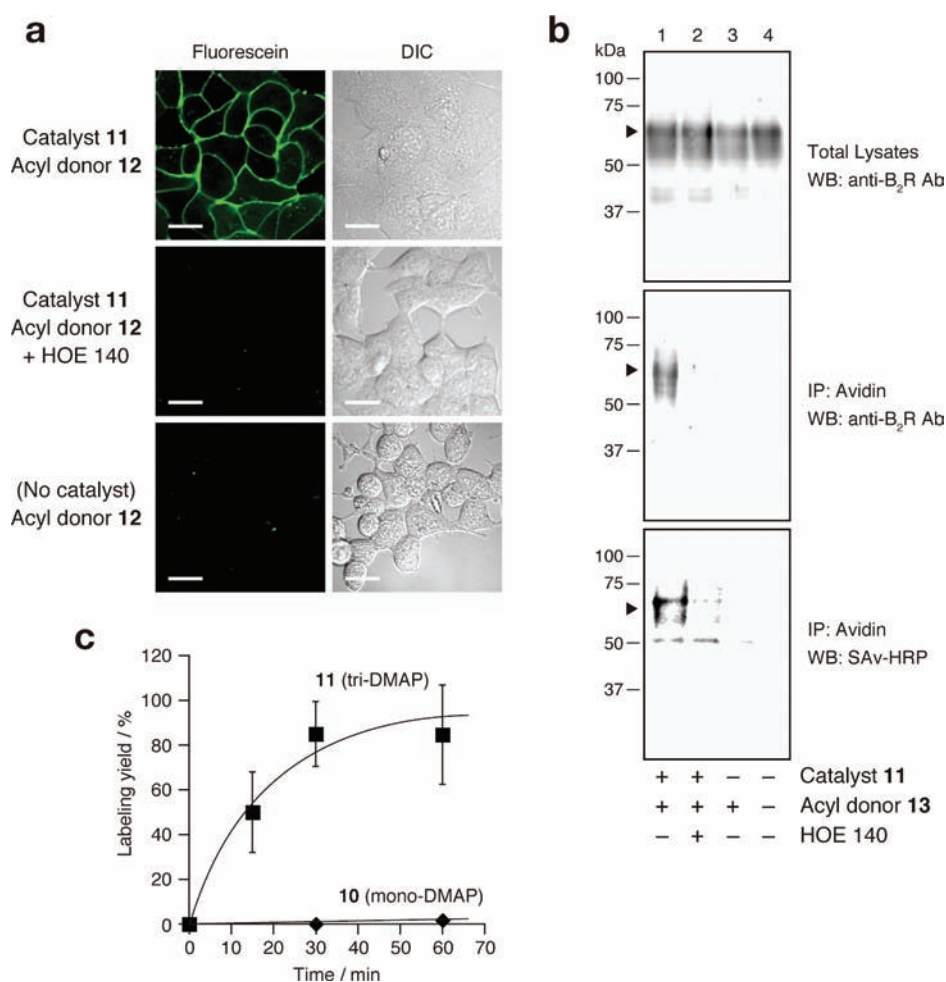 a
Fluorescein DIC
Catalyst 11
Acyl donor 12
Catalyst 11
Acyl donor 12
+ HOE 140
(No catalyst)
Acyl donor 12
b
kDa 1 2 3 4
100
75
50
37
Total Lysates
WB: anti-B2R Ab
100
75
50
37
IP: Avidin
WB: anti-B2R Ab
100
75
50
37
IP: Avidin
WB: SAv-HRP
+ + – – Catalyst 11
+ + + – Acyl donor 13
– + – – HOE 140
c
Labeling yield / %
120
100
80
60
40
20
0
11 (tri-DMAP)
10 (mono-DMAP)
0 10 20 30 40 50 60 70
Time / min